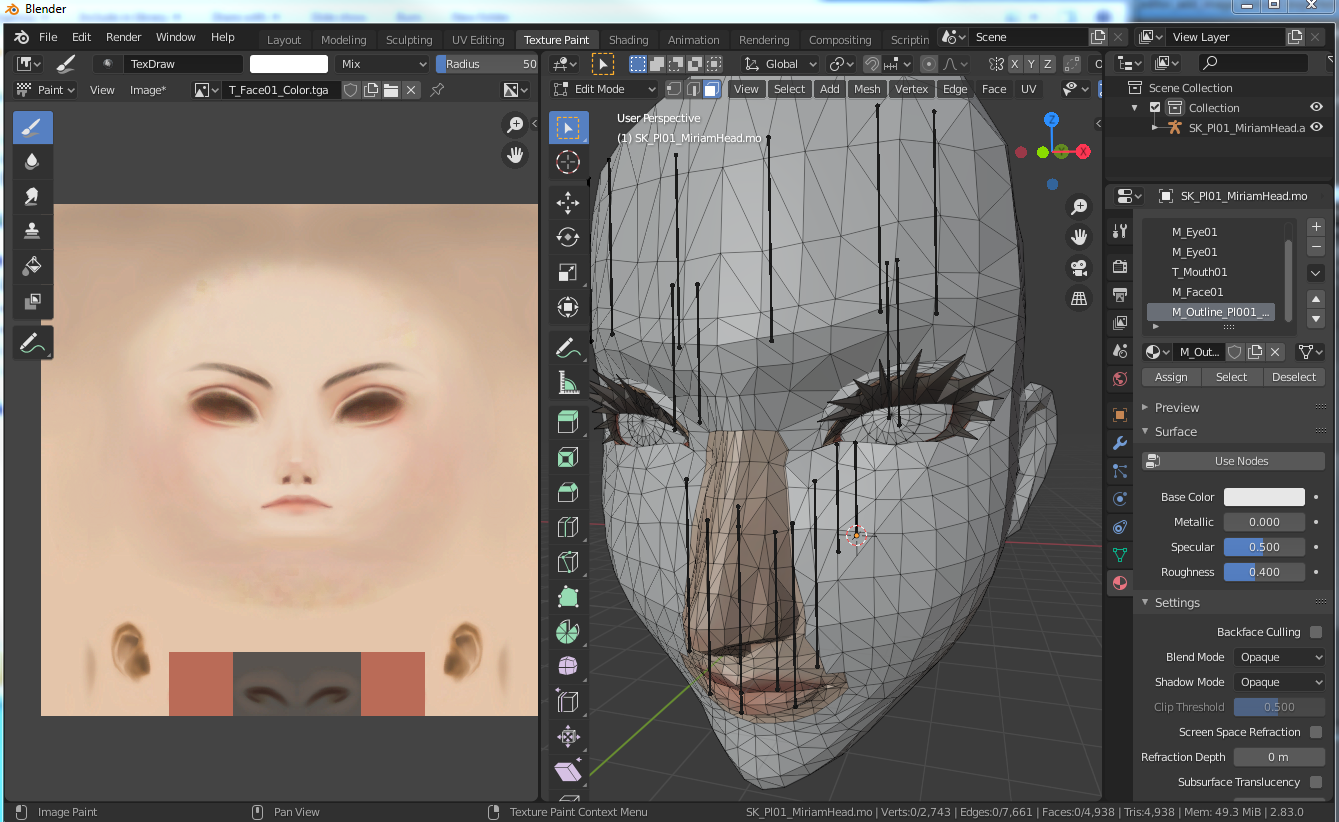 Blender
File Edit Render Window Help
Layout Modeling Sculpting UV Editing Texture Paint Shading Animation Rendering Compositing Scriptin
Scene
View Layer
TexDraw Mix Radius 50
Global X Y Z
Paint View Image* T_Face01_Color.tga
Edit Mode View Select Add Mesh Vertex Edge Face UV
User Perspective
(1) SK_Pl01_MiriamHead.mo
Z
X
Scene Collection
Collection
SK_Pl01_MiriamHead.a
SK_Pl01_MiriamHead.mo
M_Eye01
M_Eye01
T_Mouth01
M_Face01
M_Outline_Pl001_...
M_Out...
Assign Select Deselect
Preview
Surface
Use Nodes
Base Color
Metallic 0.000
Specular 0.500
Roughness 0.400
Settings
Backface Culling
Blend Mode Opaque
Shadow Mode Opaque
Clip Threshold 0.500
Screen Space Refraction
Refraction Depth 0 m
Subsurface Translucency
Image Paint Pan View Texture Paint Context Menu SK_Pl01_MiriamHead.mo | Verts:0/2,743 | Edges:0/7,661 | Faces:0/4,938 | Tris:4,938 | Mem: 49.3 MiB | 2.83.0